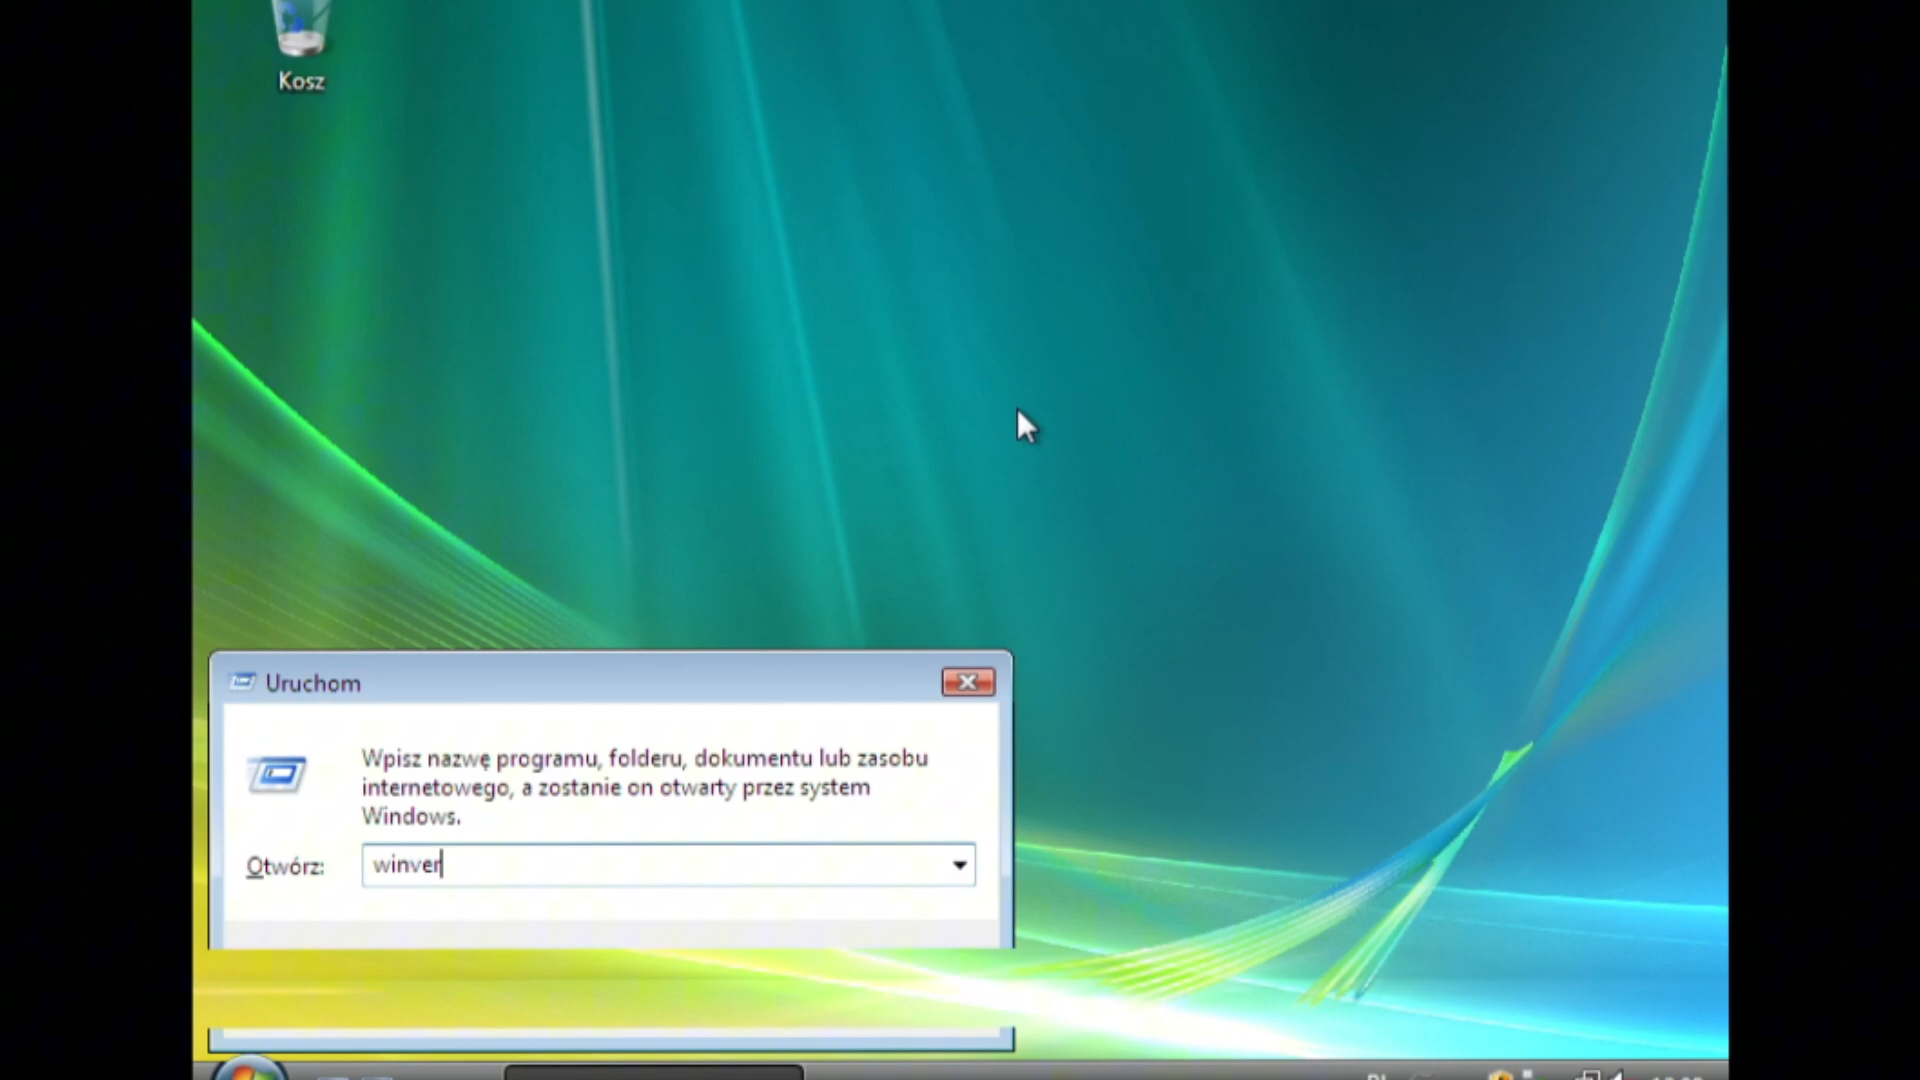 Kosz
Uruchom
Wpisz nazwę programu, folderu, dokumentu lub zasobu
internetowego, a zostanie on otwarty przez system
Windows.
Otwórz:
winver